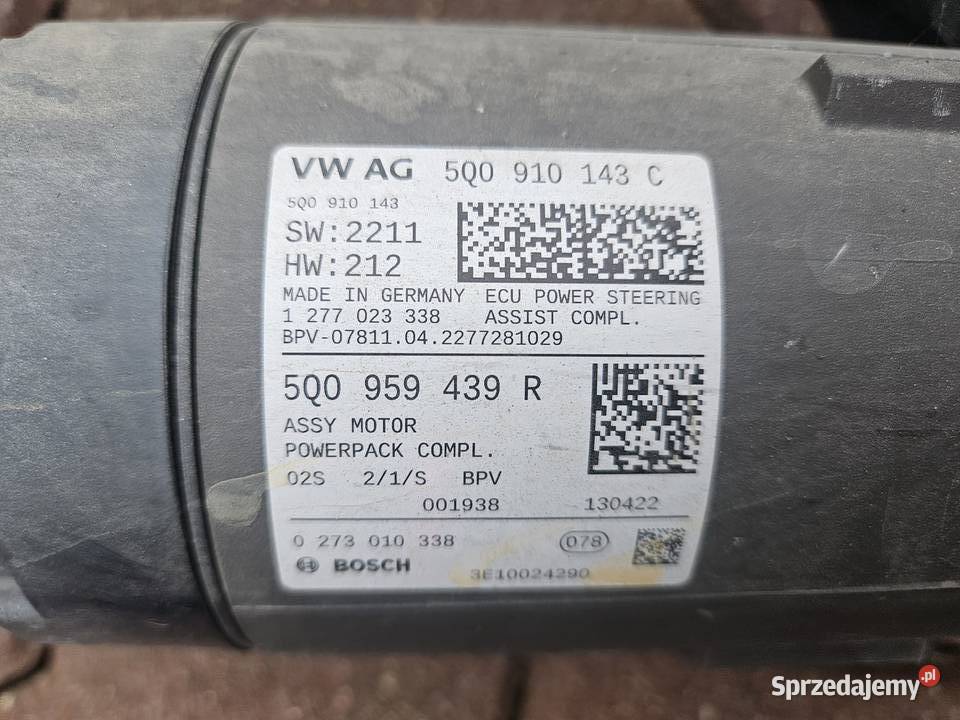 VW AG 5Q0 910 143 C
5Q0 910 143
SW:2211
HW:212
MADE IN GERMANY ECU POWER STEERING
1 277 023 338 ASSIST COMPL.
BPV-07811.04.2277281029
5Q0 959 439 R
ASSY MOTOR
POWERPACK COMPL.
02S 2/1/S BPV
001938 130422
0 273 010 338 078
BOSCH
3E10024290
Sprzedajemy.pl